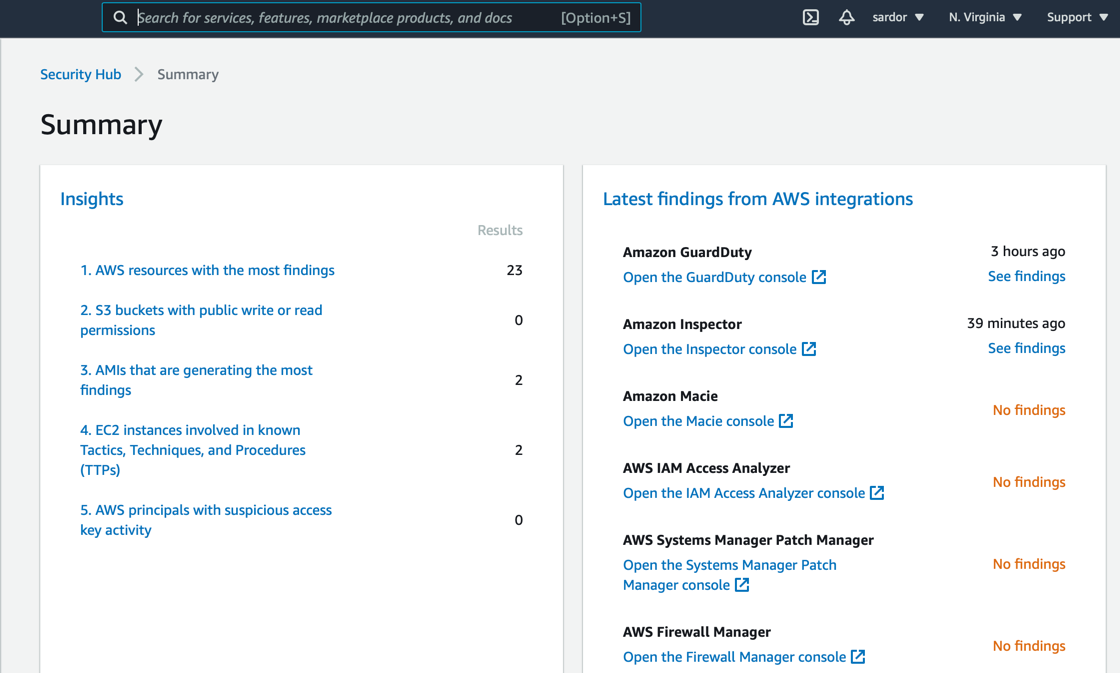 Search for services, features, marketplace products, and docs [Option+S]
sardor N. Virginia Support
Security Hub Summary
Summary
Insights
Results
1. AWS resources with the most findings 23
2. S3 buckets with public write or read
permissions 0
3. AMIs that are generating the most
findings 2
4. EC2 instances involved in known
Tactics, Techniques, and Procedures 2
(TTPs)
5. AWS principals with suspicious access
key activity 0
Latest findings from AWS integrations
Amazon GuardDuty 3 hours ago
Open the GuardDuty console See findings
Amazon Inspector 39 minutes ago
Open the Inspector console See findings
Amazon Macie
Open the Macie console No findings
AWS IAM Access Analyzer
Open the IAM Access Analyzer console No findings
AWS Systems Manager Patch Manager
Open the Systems Manager Patch No findings
Manager console
AWS Firewall Manager
Open the Firewall Manager console No findings